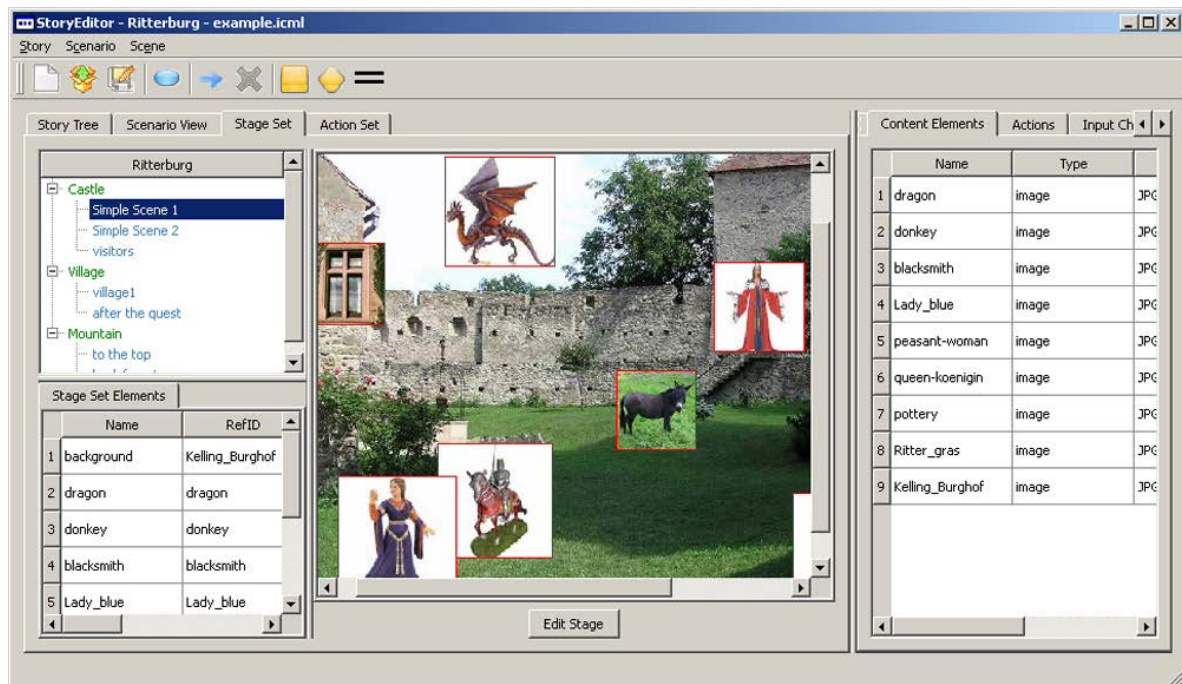 StoryEditor - Ritterburg - example.icml
Story Scenario Scene
Story Tree Scenario View Stage Set Action Set
Ritterburg
Castle
Simple Scene 1
Simple Scene 2
visitors
Village
village1
after the quest
Mountain
to the top
Stage Set Elements
Name RefID
1 background Kelling_Burghof
2 dragon dragon
3 donkey donkey
4 blacksmith blacksmith
5 Lady_blue Lady_blue
Edit Stage
Content Elements Actions Input Ch
Name Type
1 dragon image JPG
2 donkey image JPG
3 blacksmith image JPG
4 Lady_blue image JPG
5 peasant-woman image JPG
6 queen-koenigin image JPG
7 pottery image JPG
8 Ritter_gras image JPG
9 Kelling_Burghof image JPG